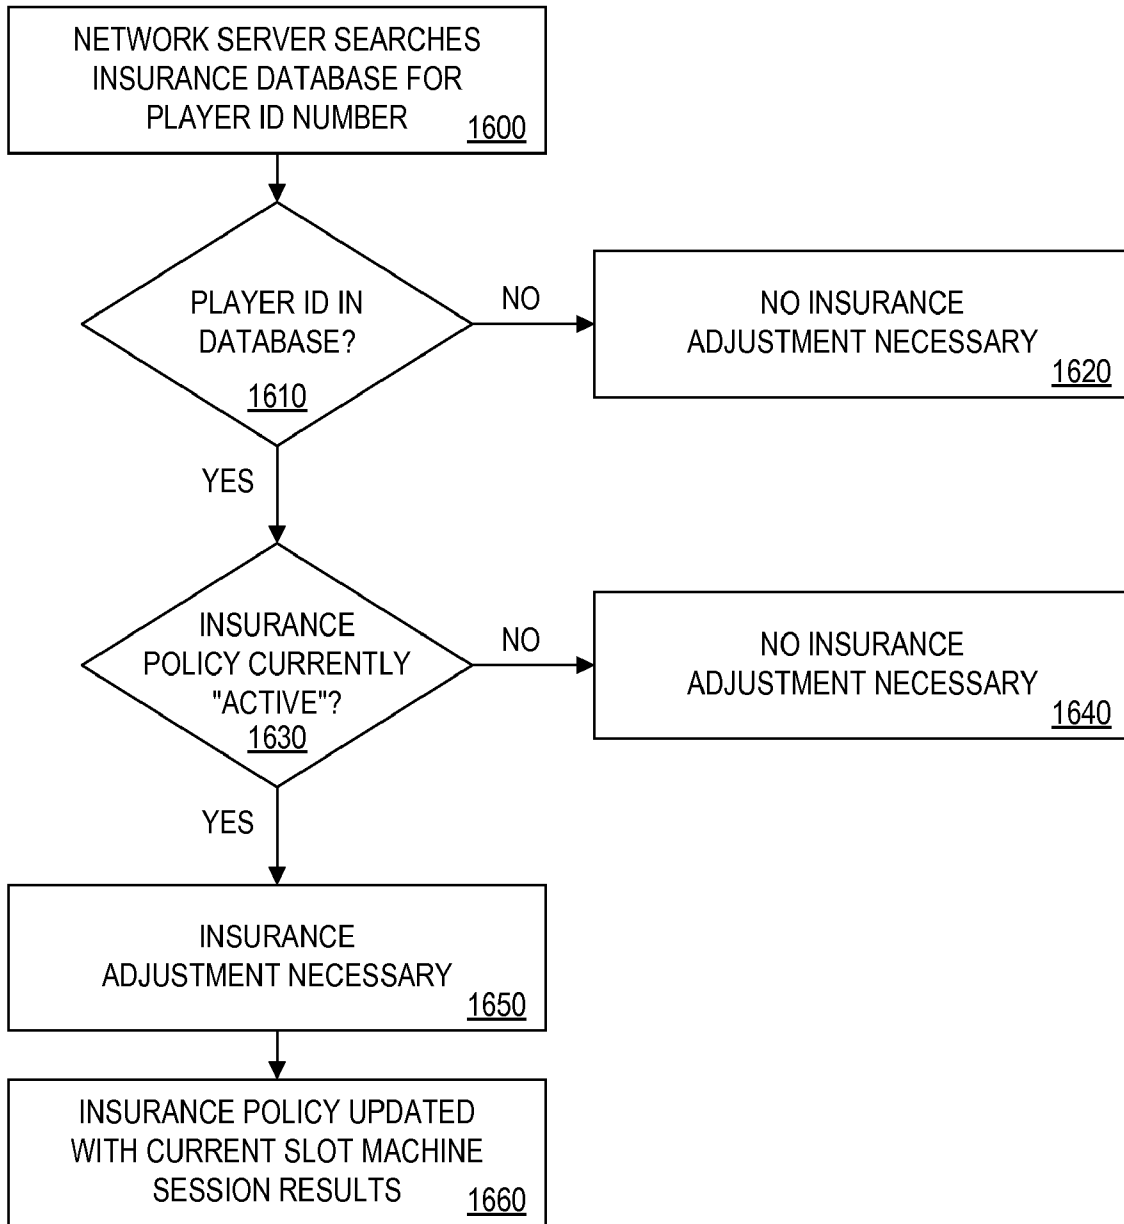 NETWORK SERVER SEARCHES
INSURANCE DATABASE FOR
PLAYER ID NUMBER
1600
PLAYER ID IN
DATABASE?
1610
NO
NO INSURANCE
ADJUSTMENT NECESSARY
1620
YES
INSURANCE
POLICY CURRENTLY
"ACTIVE"?
1630
NO
NO INSURANCE
ADJUSTMENT NECESSARY
1640
YES
INSURANCE
ADJUSTMENT NECESSARY
1650
INSURANCE POLICY UPDATED
WITH CURRENT SLOT MACHINE
SESSION RESULTS
1660